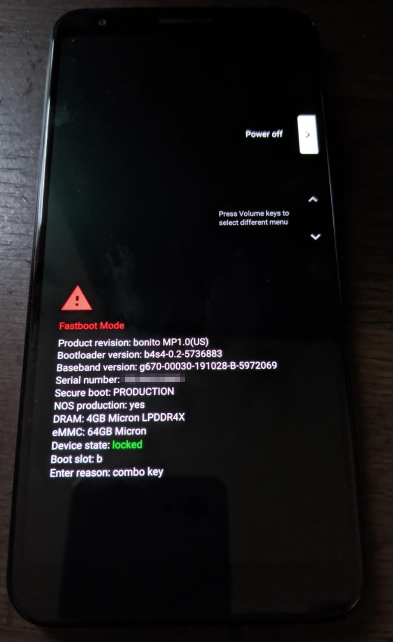 Power off
Press Volume keys to
select different menu
Fastboot Mode
Product revision: bonito MP1.0(US)
Bootloader version: b4s4-0.2-5736883
Baseband version: g670-00030-191028-B-5972069
Serial number:
Secure boot: PRODUCTION
NOS production: yes
DRAM: 4GB Micron LPDDR4X
eMMC: 64GB Micron
Device state: locked
Boot slot: b
Enter reason: combo key